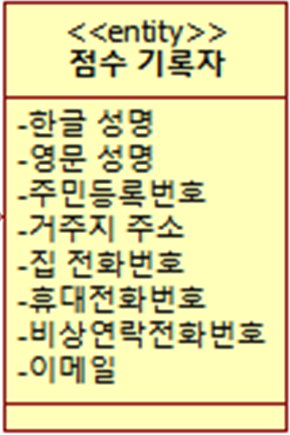 <<entity>>
점수 기록자
-한글 성명
-영문 성명
-주민등록번호
-거주지 주소
-집 전화번호
-휴대전화번호
-비상연락전화번호
-이메일